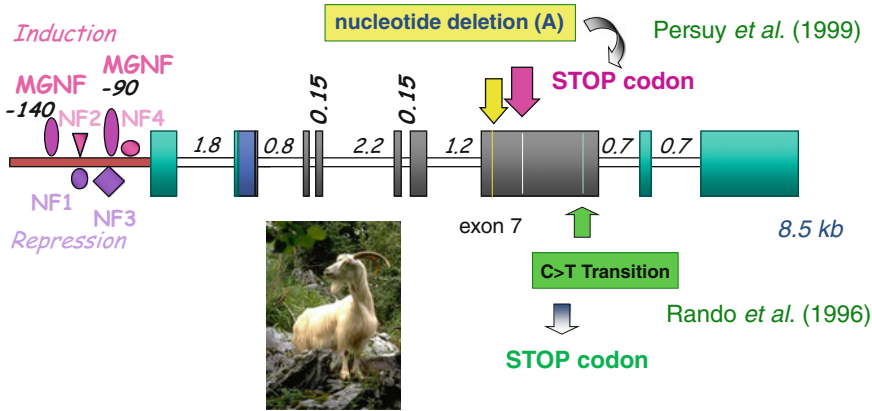 Induction
nucleotide deletion (A)
Persuy et al. (1999)
MGNF
-90
MGNF
-140
STOP codon
NF2
NF4
0.15
0.15
1.8
0.8
2.2
1.2
0.7
0.7
NF1
NF3
exon 7
8.5 kb
Repression
C>T Transition
Rando et al. (1996)
STOP codon